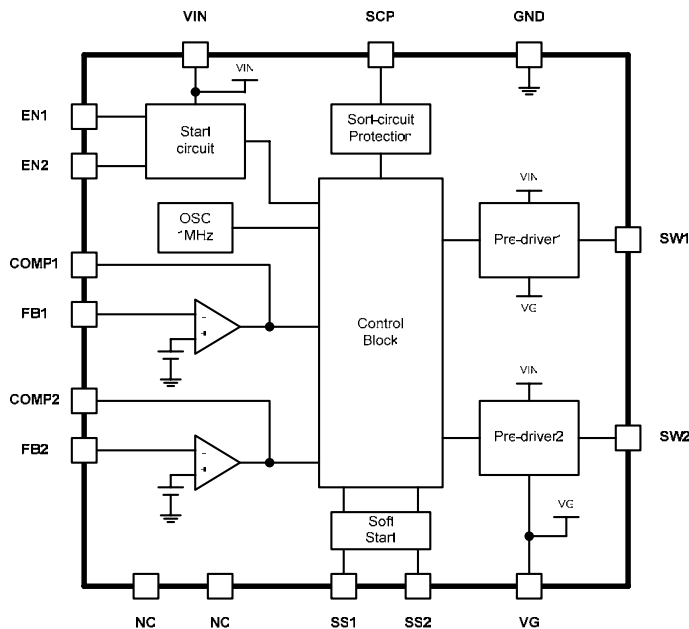 VIN SCP GND
VIN
EN1
Start
circuit
Sort-circuit
Protection
EN2
OSC
1MHz
VIN
Pre-driver1
SW1
VG
COMP1
FB1
-
+
Control
Block
COMP2
FB2
-
+
VIN
Pre-driver2
SW2
Soft
Start
VG
NC NC SS1 SS2 VG